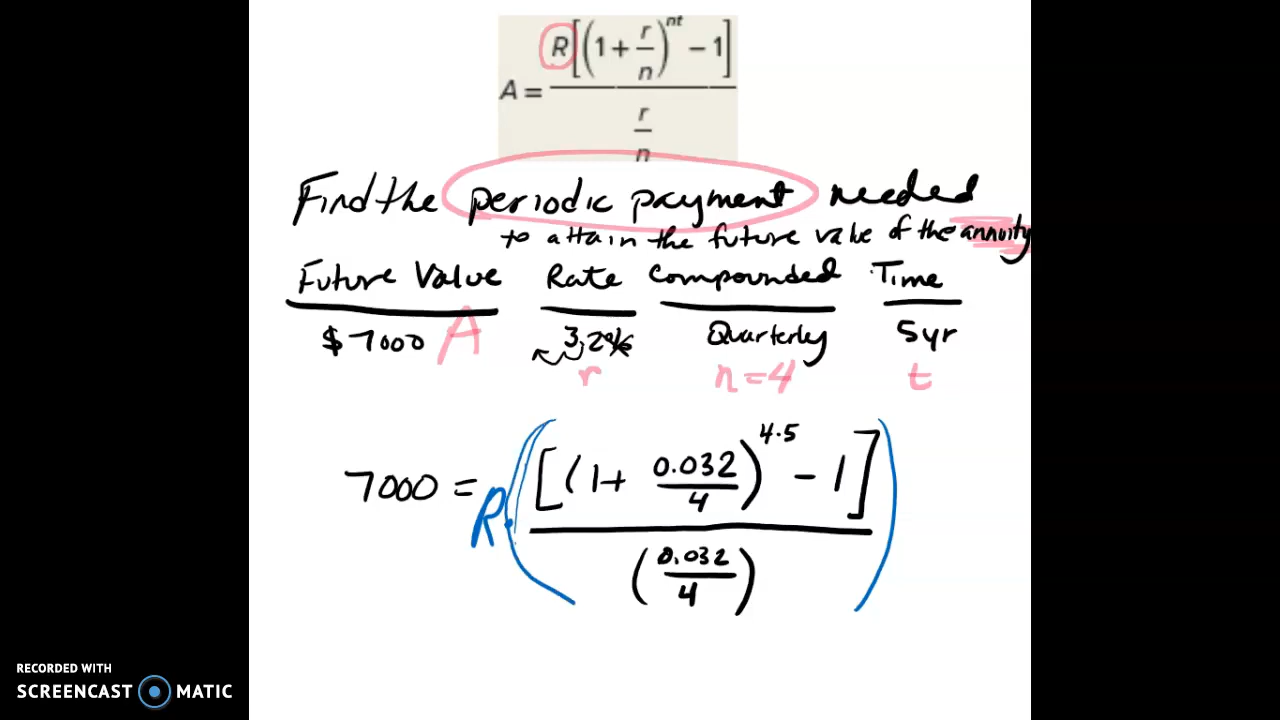 A = R[(1 + r/n)^nt − 1] / (r/n)
Find the periodic payment needed
to attain the future value of the annuity
Future Value Rate Compounded Time
$7000 A 3.2% Quarterly 5yr
r n=4 t
7000 = R·([(1+ 0.032/4)^4·5 − 1] / (0.032/4))
RECORDED WITH
SCREENCAST MATIC